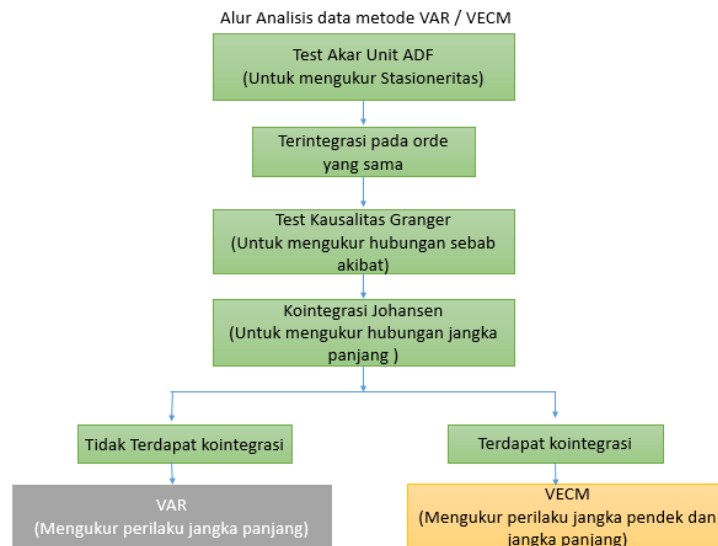 Alur Analisis data metode VAR / VECM
Test Akar Unit ADF
(Untuk mengukur Stasioneritas)
Terintegrasi pada orde
yang sama
Test Kausalitas Granger
(Untuk mengukur hubungan sebab
akibat)
Kointegrasi Johansen
(Untuk mengukur hubungan jangka
panjang )
Tidak Terdapat kointegrasi
Terdapat kointegrasi
VAR
(Mengukur perilaku jangka panjang)
VECM
(Mengukur perilaku jangka pendek dan
jangka panjang)